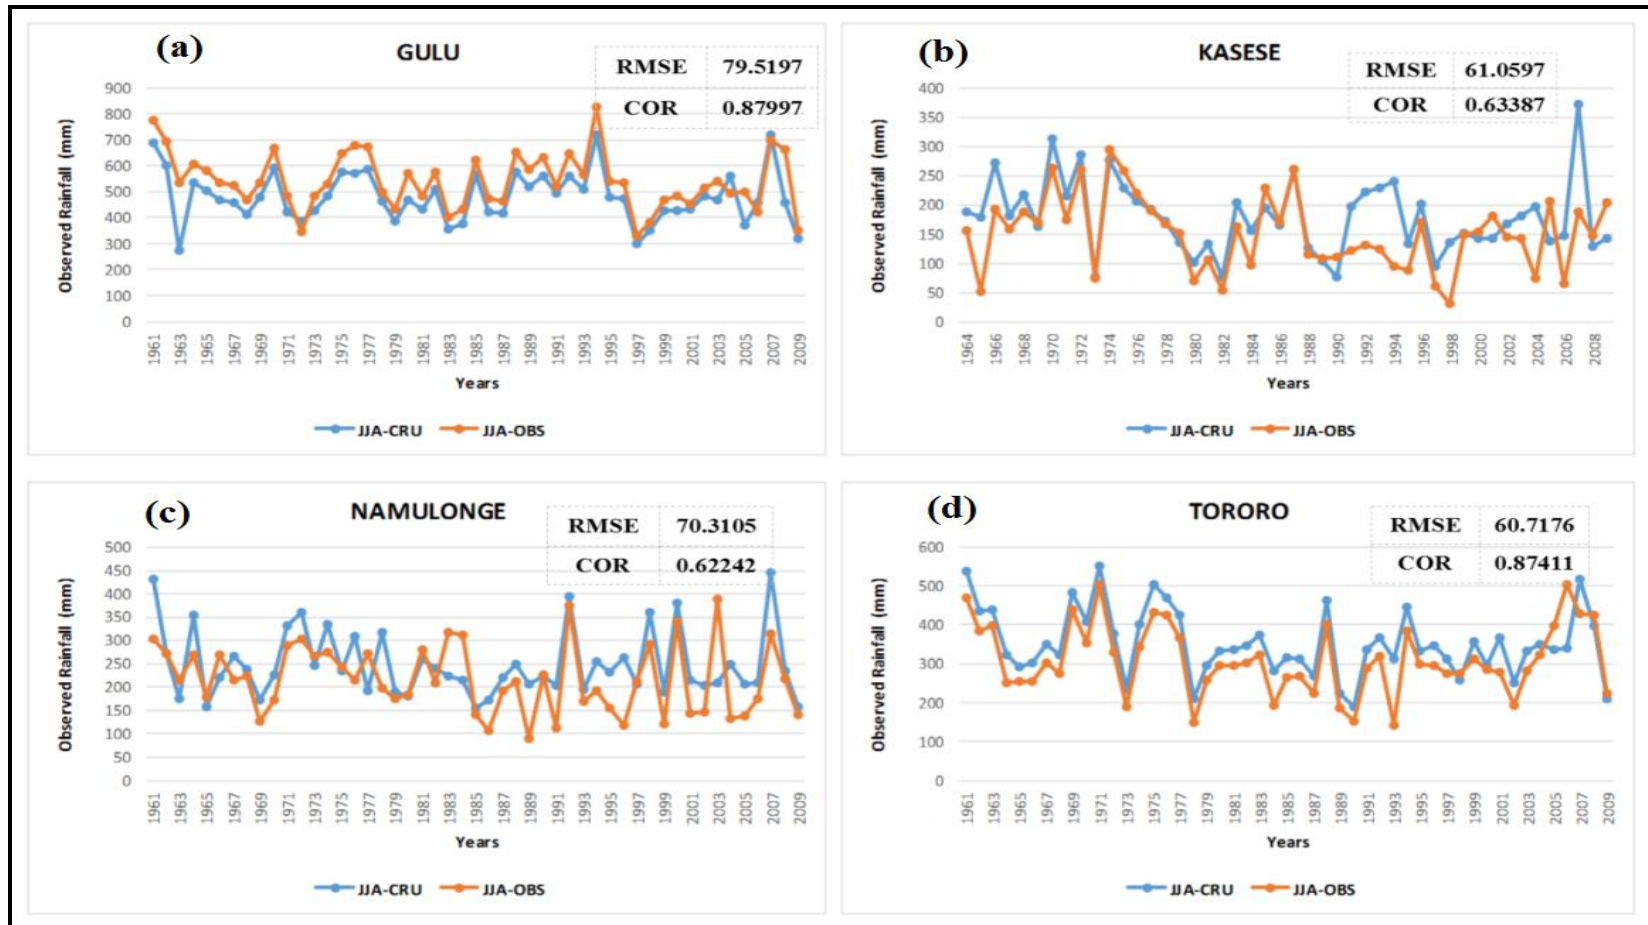 (a)
GULU
RMSE 79.5197
COR 0.87997
Observed Rainfall (mm)
900
800
700
600
500
400
300
200
100
0
1961 1963 1965 1967 1969 1971 1973 1975 1977 1979 1981 1983 1985 1987 1989 1991 1993 1995 1997 1999 2001 2003 2005 2007 2009
Years
JJA-CRU JJA-OBS
(b)
KASESE
RMSE 61.0597
COR 0.63387
Observed Rainfall (mm)
400
350
300
250
200
150
100
50
0
1964 1966 1968 1970 1972 1974 1976 1978 1980 1982 1984 1986 1988 1990 1992 1994 1996 1998 2000 2002 2004 2006 2008
Years
JJA-CRU JJA-OBS
(c)
NAMULONGE
RMSE 70.3105
COR 0.62242
Observed Rainfall (mm)
500
450
400
350
300
250
200
150
100
50
0
1961 1963 1965 1967 1969 1971 1973 1975 1977 1979 1981 1983 1985 1987 1989 1991 1993 1995 1997 1999 2001 2003 2005 2007 2009
Years
JJA-CRU JJA-OBS
(d)
TORORO
RMSE 60.7176
COR 0.87411
Observed Rainfall (mm)
600
500
400
300
200
100
0
1961 1963 1965 1967 1969 1971 1973 1975 1977 1979 1981 1983 1985 1987 1989 1991 1993 1995 1997 1999 2001 2003 2005 2007 2009
Years
JJA-CRU JJA-OBS